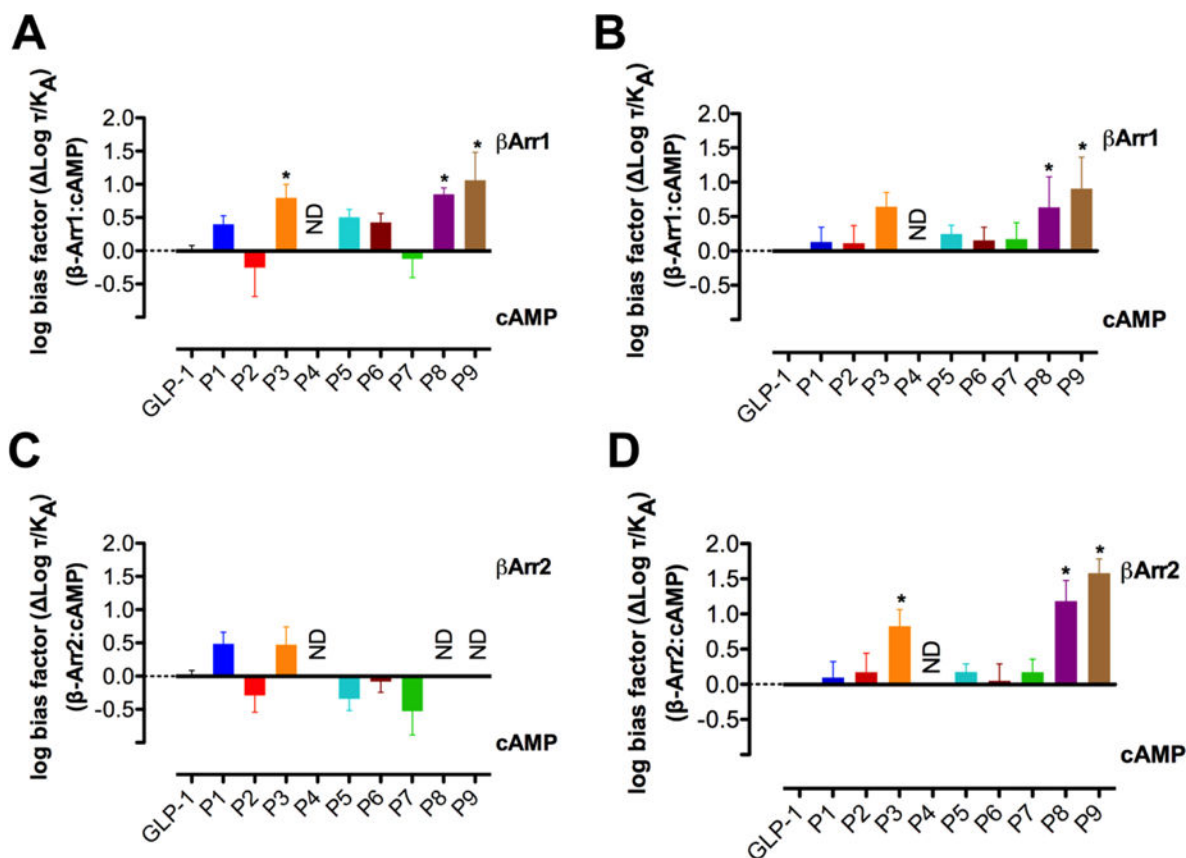 A
log bias factor (ΔLog τ/KA)
(β-Arr1:cAMP)
2.0
1.5
1.0
0.5
0.0
-0.5
βArr1
cAMP
*
ND
*
*
GLP-1
P1
P2
P3
P4
P5
P6
P7
P8
P9
B
log bias factor (ΔLog τ/KA)
(β-Arr1:cAMP)
2.0
1.5
1.0
0.5
0.0
-0.5
βArr1
cAMP
ND
*
*
GLP-1
P1
P2
P3
P4
P5
P6
P7
P8
P9
C
log bias factor (ΔLog τ/KA)
(β-Arr2:cAMP)
2.0
1.5
1.0
0.5
0.0
-0.5
βArr2
cAMP
ND
ND
ND
GLP-1
P1
P2
P3
P4
P5
P6
P7
P8
P9
D
log bias factor (ΔLog τ/KA)
(β-Arr2:cAMP)
2.0
1.5
1.0
0.5
0.0
-0.5
βArr2
cAMP
*
ND
*
*
GLP-1
P1
P2
P3
P4
P5
P6
P7
P8
P9